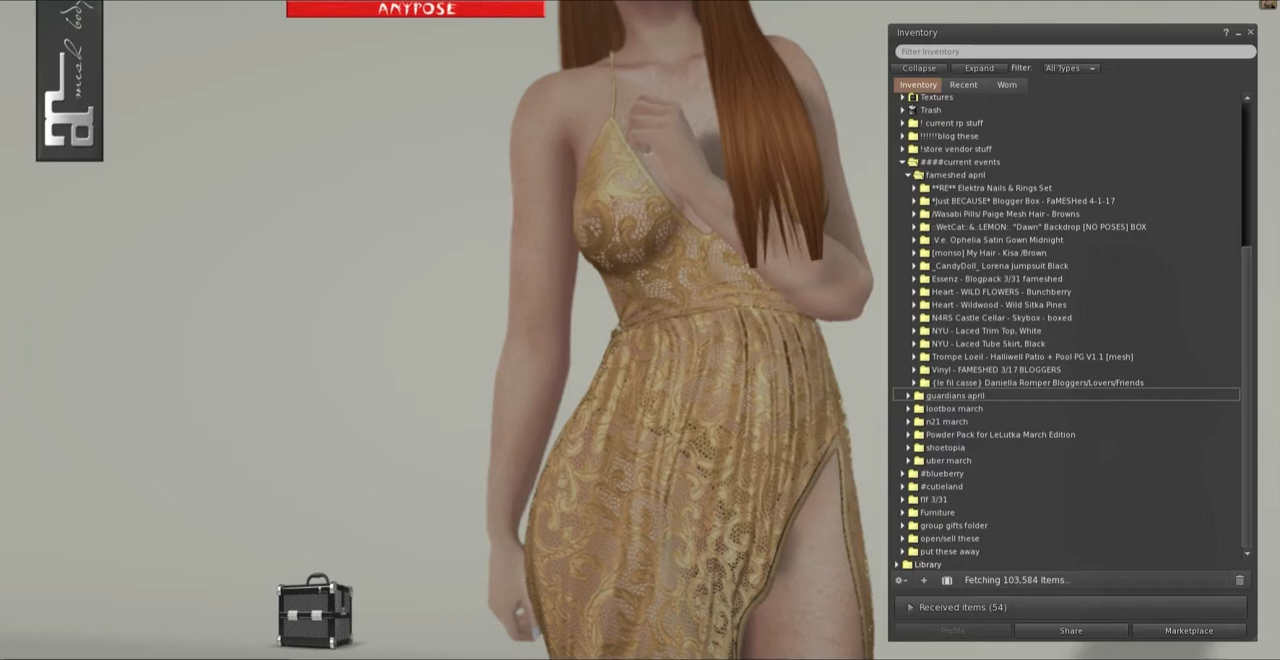 mesh body
ANYPOSE
Inventory
Filter Inventory
Collapse Expand Filter: All Types
Inventory Recent Worn
Textures
Trash
! current rp stuff
!!!!!!blog these
!store vendor stuff
####current events
fameshed april
**RE** Elektra Nails & Rings Set
*Just BECAUSE* Blogger Box - FaMESHed 4-1-17
/Wasabi Pills/ Paige Mesh Hair - Browns
::WetCat::&::LEMON:: "Dawn" Backdrop [NO POSES] BOX
:V.e. Ophelia Satin Gown Midnight
[monso] My Hair - Kisa /Brown
_CandyDoll_ Lorena Jumpsuit Black
Essenz - Blogpack 3/31 fameshed
Heart - WILD FLOWERS - Bunchberry
Heart - Wildwood - Wild Sitka Pines
N4RS Castle Cellar - Skybox - boxed
NYU - Laced Trim Top, White
NYU - Laced Tube Skirt, Black
Trompe Loeil - Halliwell Patio + Pool PG V1.1 [mesh]
Vinyl - FAMESHED 3/17 BLOGGERS
{le fil casse} Daniella Romper Bloggers/Lovers/Friends
guardians april
lootbox march
n21 march
Powder Pack for LeLutka March Edition
shoetopia
uber march
#blueberry
#cutieland
flf 3/31
Furniture
group gifts folder
open/sell these
put these away
Library
Fetching 103,584 Items...
Received items (54)
Profile Share Marketplace